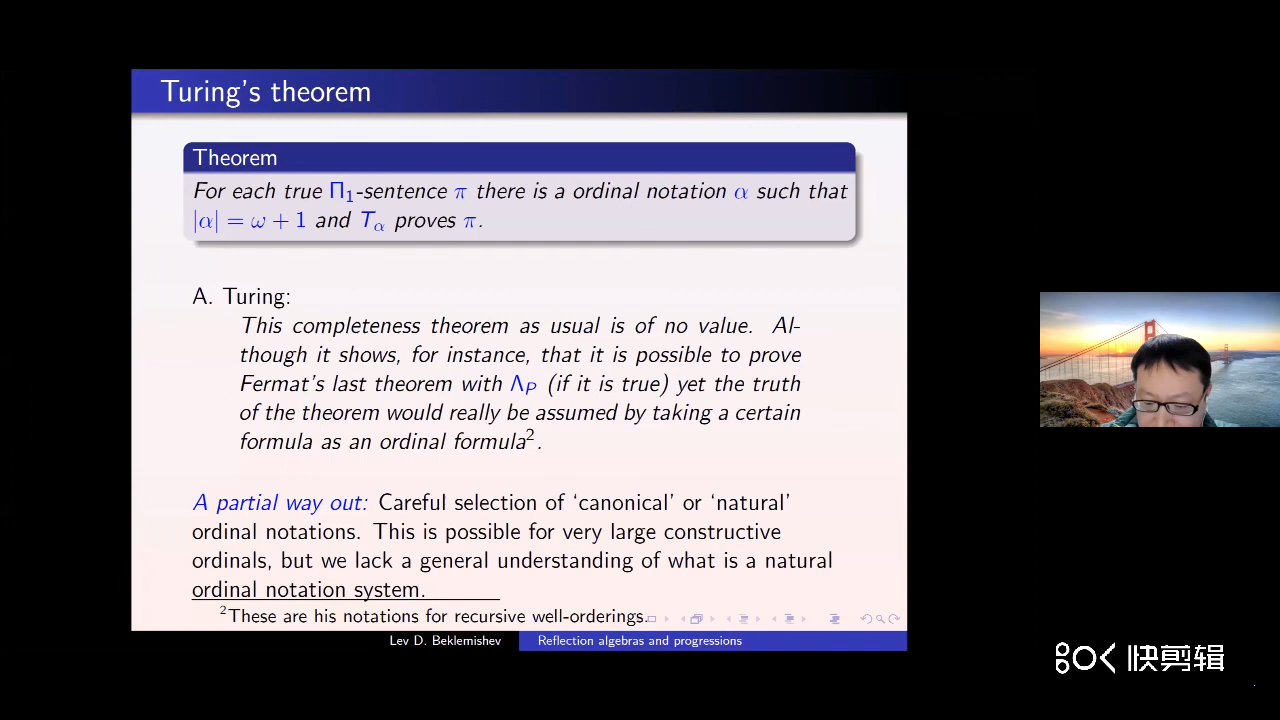 Turing's theorem
Theorem
For each true Π₁-sentence π there is a ordinal notation α such that
|α| = ω + 1 and Tα proves π.
A. Turing:
This completeness theorem as usual is of no value. Al-
though it shows, for instance, that it is possible to prove
Fermat's last theorem with ΛP (if it is true) yet the truth
of the theorem would really be assumed by taking a certain
formula as an ordinal formula².
A partial way out: Careful selection of 'canonical' or 'natural'
ordinal notations. This is possible for very large constructive
ordinals, but we lack a general understanding of what is a natural
ordinal notation system.
²These are his notations for recursive well-orderings.
Lev D. Beklemishev
Reflection algebras and progressions
快剪辑